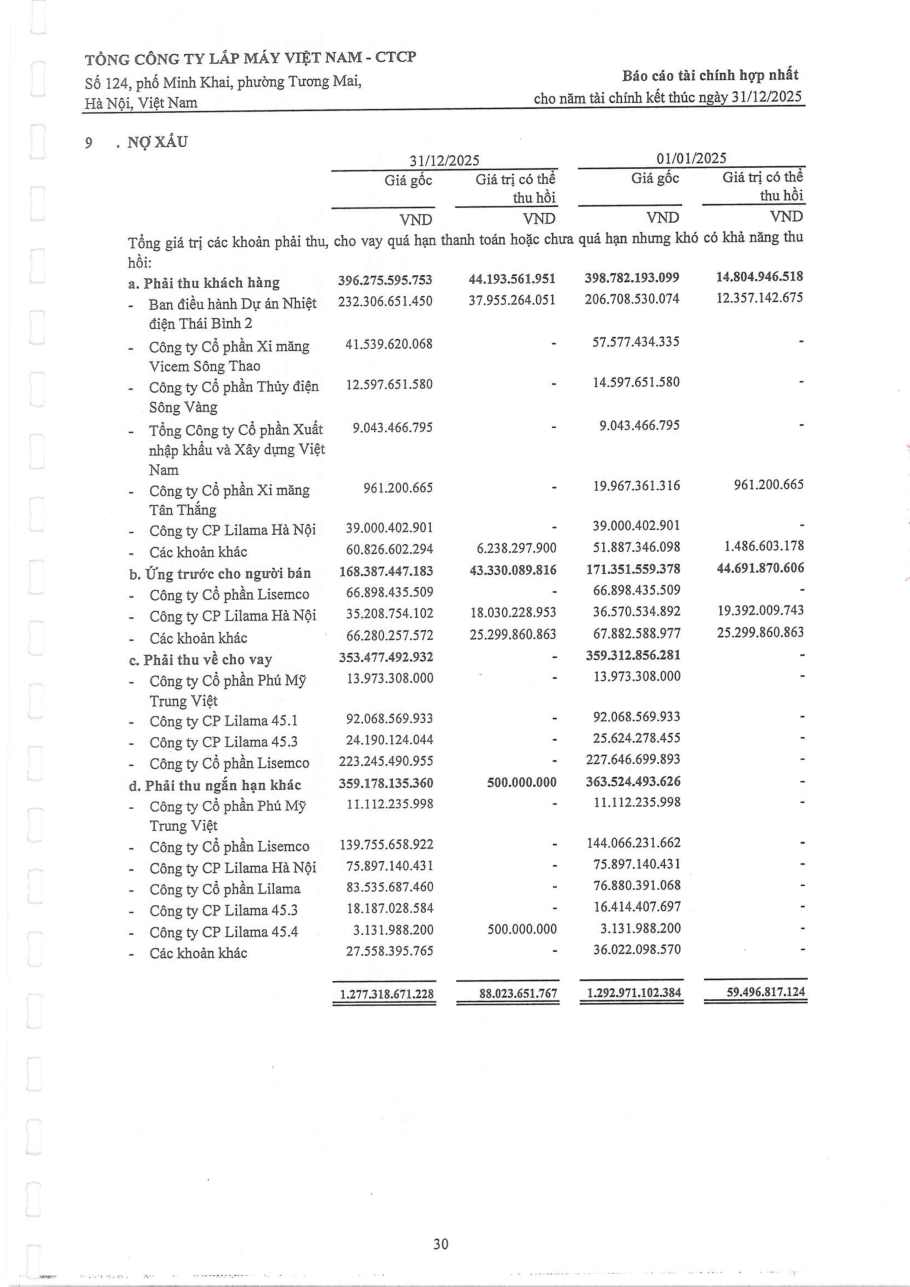 TỔNG CÔNG TY LẮP MÁY VIỆT NAM - CTCP
Số 124, phố Minh Khai, phường Tương Mai,
Hà Nội, Việt Nam
Báo cáo tài chính hợp nhất
cho năm tài chính kết thúc ngày 31/12/2025
9 . NỢ XẤU
31/12/2025 01/01/2025
Giá gốc Giá trị có thể Giá gốc Giá trị có thể
thu hồi thu hồi
VND VND VND VND
Tổng giá trị các khoản phải thu, cho vay quá hạn thanh toán hoặc chưa quá hạn nhưng khó có khả năng thu
hồi:
a. Phải thu khách hàng 396.275.595.753 44.193.561.951 398.782.193.099 14.804.946.518
- Ban điều hành Dự án Nhiệt 232.306.651.450 37.955.264.051 206.708.530.074 12.357.142.675
điện Thái Bình 2
- Công ty Cổ phần Xi măng 41.539.620.068 - 57.577.434.335 -
Vicem Sông Thao
- Công ty Cổ phần Thủy điện 12.597.651.580 - 14.597.651.580 -
Sông Vàng
- Tổng Công ty Cổ phần Xuất 9.043.466.795 - 9.043.466.795 -
nhập khẩu và Xây dựng Việt
Nam
- Công ty Cổ phần Xi măng 961.200.665 - 19.967.361.316 961.200.665
Tân Thắng
- Công ty CP Lilama Hà Nội 39.000.402.901 - 39.000.402.901 -
- Các khoản khác 60.826.602.294 6.238.297.900 51.887.346.098 1.486.603.178
b. Ứng trước cho người bán 168.387.447.183 43.330.089.816 171.351.559.378 44.691.870.606
- Công ty Cổ phần Lisemco 66.898.435.509 - 66.898.435.509 -
- Công ty CP Lilama Hà Nội 35.208.754.102 18.030.228.953 36.570.534.892 19.392.009.743
- Các khoản khác 66.280.257.572 25.299.860.863 67.882.588.977 25.299.860.863
c. Phải thu về cho vay 353.477.492.932 - 359.312.856.281 -
- Công ty Cổ phần Phú Mỹ 13.973.308.000 - 13.973.308.000 -
Trung Việt
- Công ty CP Lilama 45.1 92.068.569.933 - 92.068.569.933 -
- Công ty CP Lilama 45.3 24.190.124.044 - 25.624.278.455 -
- Công ty Cổ phần Lisemco 223.245.490.955 - 227.646.699.893 -
d. Phải thu ngắn hạn khác 359.178.135.360 500.000.000 363.524.493.626 -
- Công ty Cổ phần Phú Mỹ 11.112.235.998 - 11.112.235.998 -
Trung Việt
- Công ty Cổ phần Lisemco 139.755.658.922 - 144.066.231.662 -
- Công ty CP Lilama Hà Nội 75.897.140.431 - 75.897.140.431 -
- Công ty Cổ phần Lilama 83.535.687.460 - 76.880.391.068 -
- Công ty CP Lilama 45.3 18.187.028.584 - 16.414.407.697 -
- Công ty CP Lilama 45.4 3.131.988.200 500.000.000 3.131.988.200 -
- Các khoản khác 27.558.395.765 - 36.022.098.570 -
1.277.318.671.228 88.023.651.767 1.292.971.102.384 59.496.817.124
30